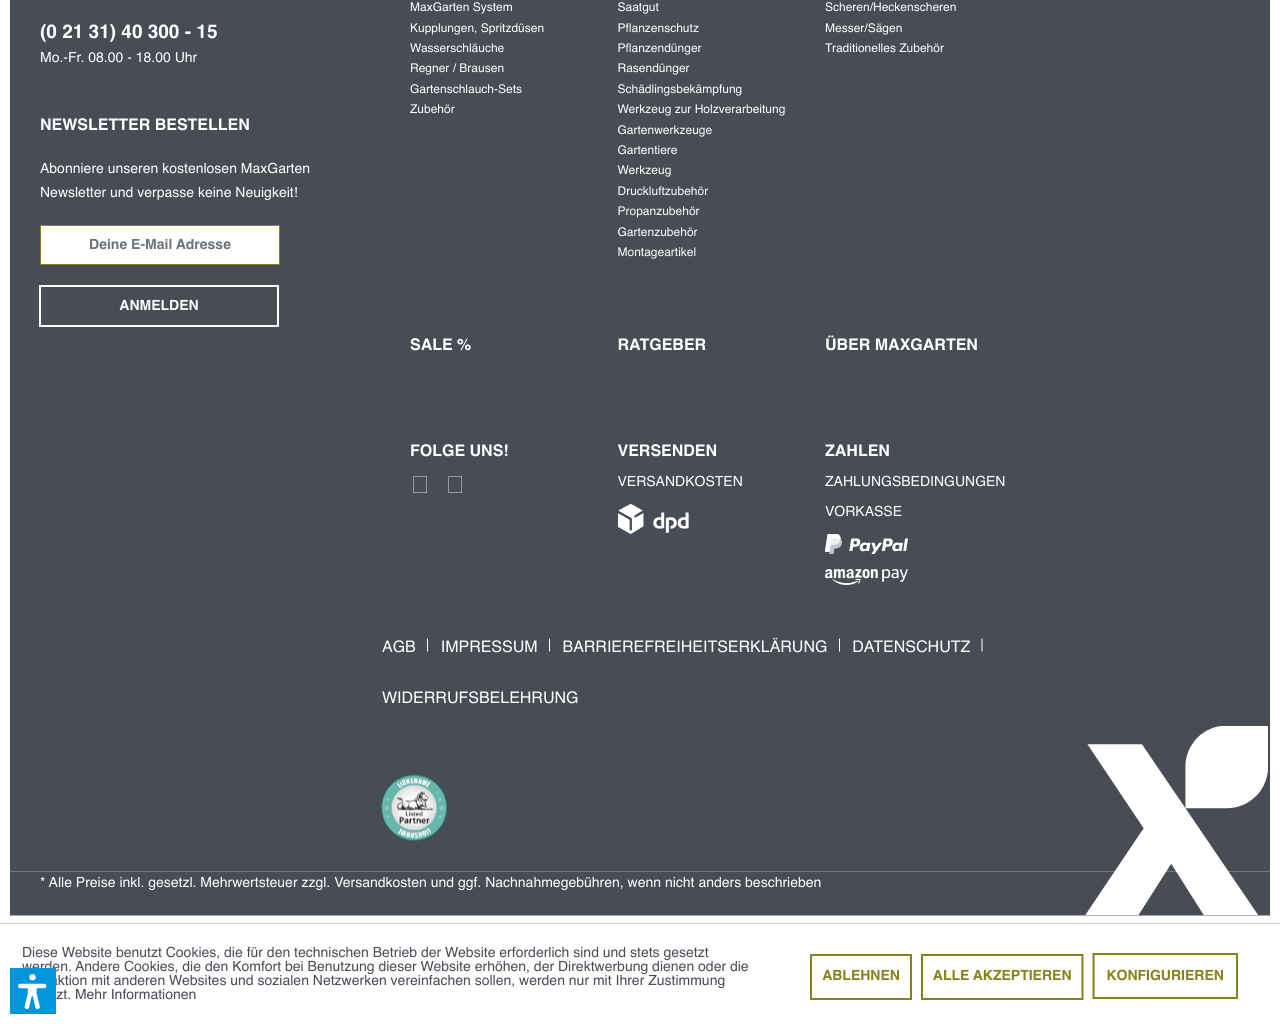 (0 21 31) 40 300 - 15
Mo.-Fr. 08.00 - 18.00 Uhr
NEWSLETTER BESTELLEN
Abonniere unseren kostenlosen MaxGarten
Newsletter und verpasse keine Neuigkeit!
Deine E-Mail Adresse
ANMELDEN
MaxGarten System
Kupplungen, Spritzdüsen
Wasserschläuche
Regner / Brausen
Gartenschlauch-Sets
Zubehör
Saatgut
Pflanzenschutz
Pflanzendünger
Rasendünger
Schädlingsbekämpfung
Werkzeug zur Holzverarbeitung
Gartenwerkzeuge
Gartentiere
Werkzeug
Druckluftzubehör
Propanzubehör
Gartenzubehör
Montageartikel
Scheren/Heckenscheren
Messer/Sägen
Traditionelles Zubehör
SALE %
RATGEBER
ÜBER MAXGARTEN
FOLGE UNS!
VERSENDEN
VERSANDKOSTEN
dpd
ZAHLEN
ZAHLUNGSBEDINGUNGEN
VORKASSE
PayPal
amazon pay
AGB | IMPRESSUM | BARRIEREFREIHEITSERKLÄRUNG | DATENSCHUTZ |
WIDERRUFSBELEHRUNG
LIONSHOME
Listed
Partner
LIONSHOME
* Alle Preise inkl. gesetzl. Mehrwertsteuer zzgl. Versandkosten und ggf. Nachnahmegebühren, wenn nicht anders beschrieben
Diese Website benutzt Cookies, die für den technischen Betrieb der Website erforderlich sind und stets gesetzt
werden. Andere Cookies, die den Komfort bei Benutzung dieser Website erhöhen, der Direktwerbung dienen oder die
aktion mit anderen Websites und sozialen Netzwerken vereinfachen sollen, werden nur mit Ihrer Zustimmung
zt. Mehr Informationen
ABLEHNEN
ALLE AKZEPTIEREN
KONFIGURIEREN